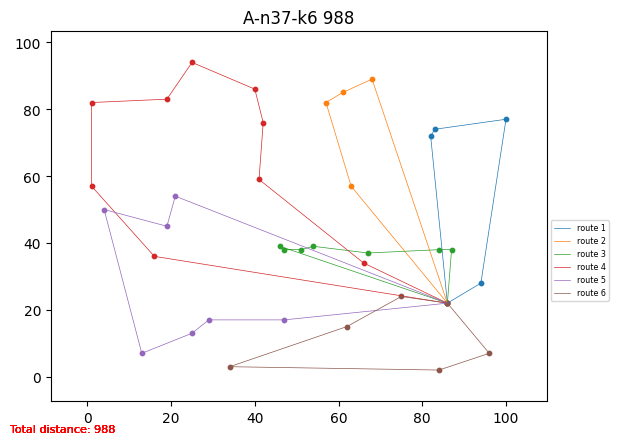 A-n37-k6 988
100
80
60
40
20
0
0 20 40 60 80 100
route 1
route 2
route 3
route 4
route 5
route 6
Total distance: 988